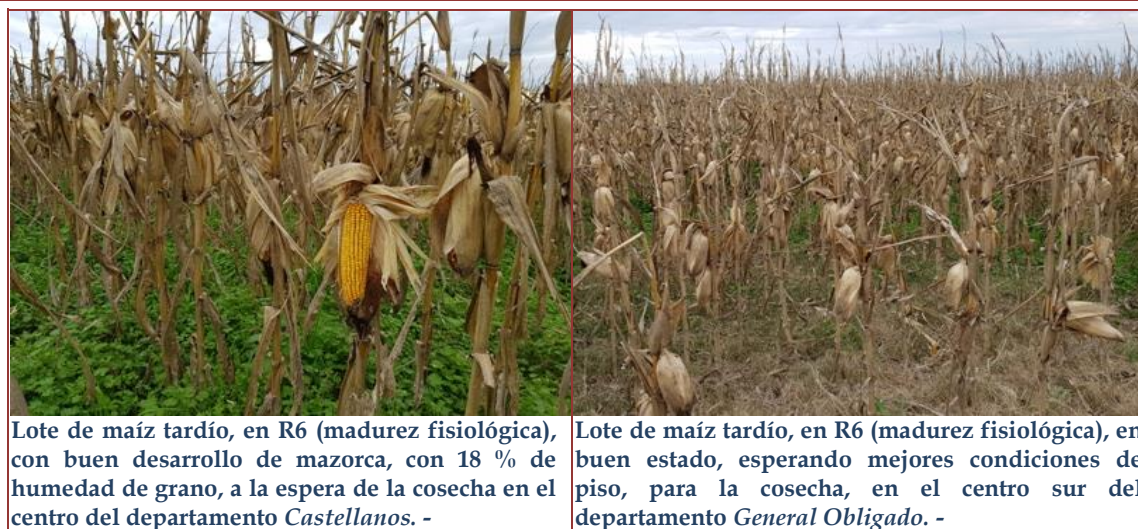 Lote de maíz tardío, en R6 (madurez fisiológica),
con buen desarrollo de mazorca, con 18 % de
humedad de grano, a la espera de la cosecha en el
centro del departamento Castellanos. -
Lote de maíz tardío, en R6 (madurez fisiológica), en
buen estado, esperando mejores condiciones de
piso, para la cosecha, en el centro sur del
departamento General Obligado. -